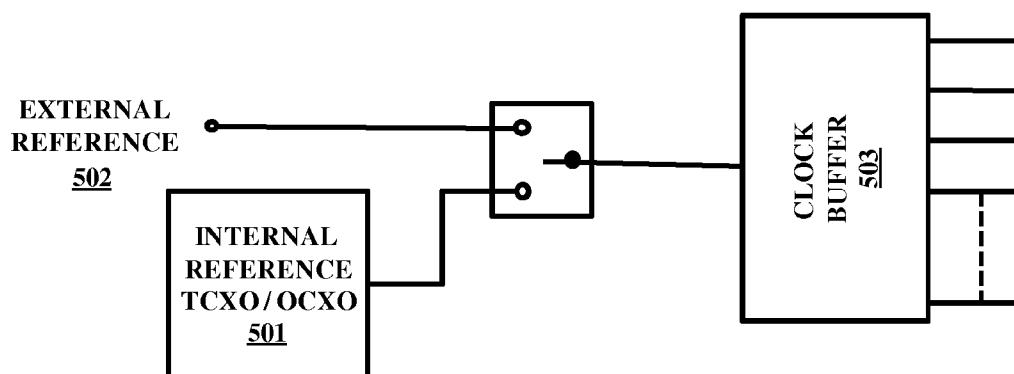 EXTERNAL
REFERENCE
502
INTERNAL
REFERENCE
TCXO / OCXO
501
CLOCK
BUFFER
503